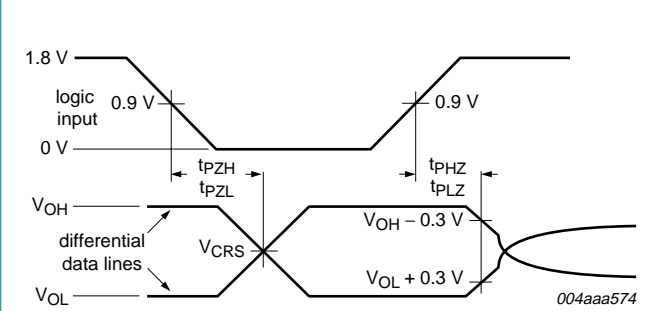 1.8 V
logic
input
0.9 V
0.9 V
0 V
tPZH
tPZL
tPHZ
tPLZ
VOH
VOH − 0.3 V
differential
data lines
VCRS
VOL + 0.3 V
VOL
004aaa574